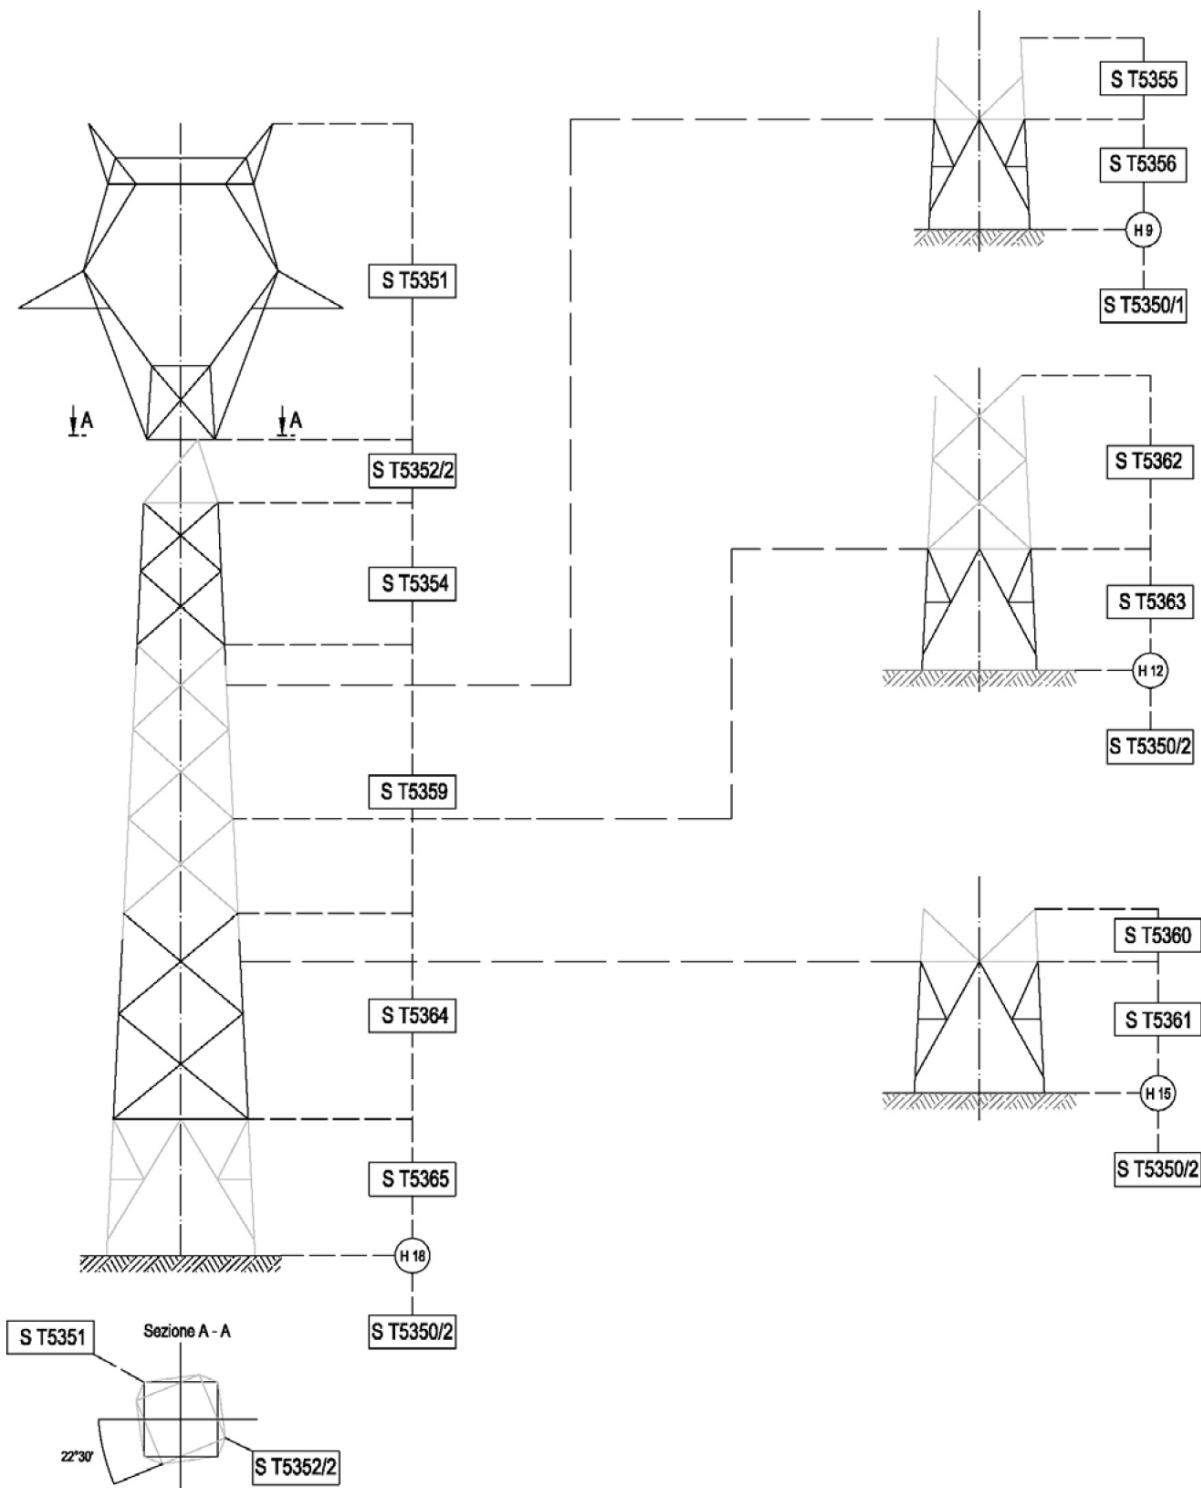 S T5351
A A
S T5352/2
S T5354
S T5359
S T5364
S T5365
H 18
S T5350/2
S T5355
S T5356
H 9
S T5350/1
S T5362
S T5363
H 12
S T5350/2
S T5360
S T5361
H 15
S T5350/2
Sezione A - A
S T5351
22°30'
S T5352/2